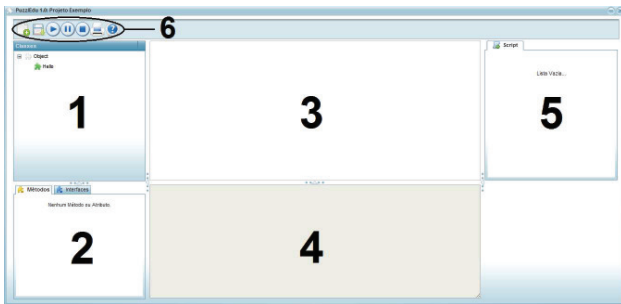 PuzzlEdu 1.0: Projeto Exemplo
6
Classes
Object
Halls
1
3
Script
Lista Vazia...
5
Métodos
Interfaces
Nenhum Método ou Atributo.
2
4